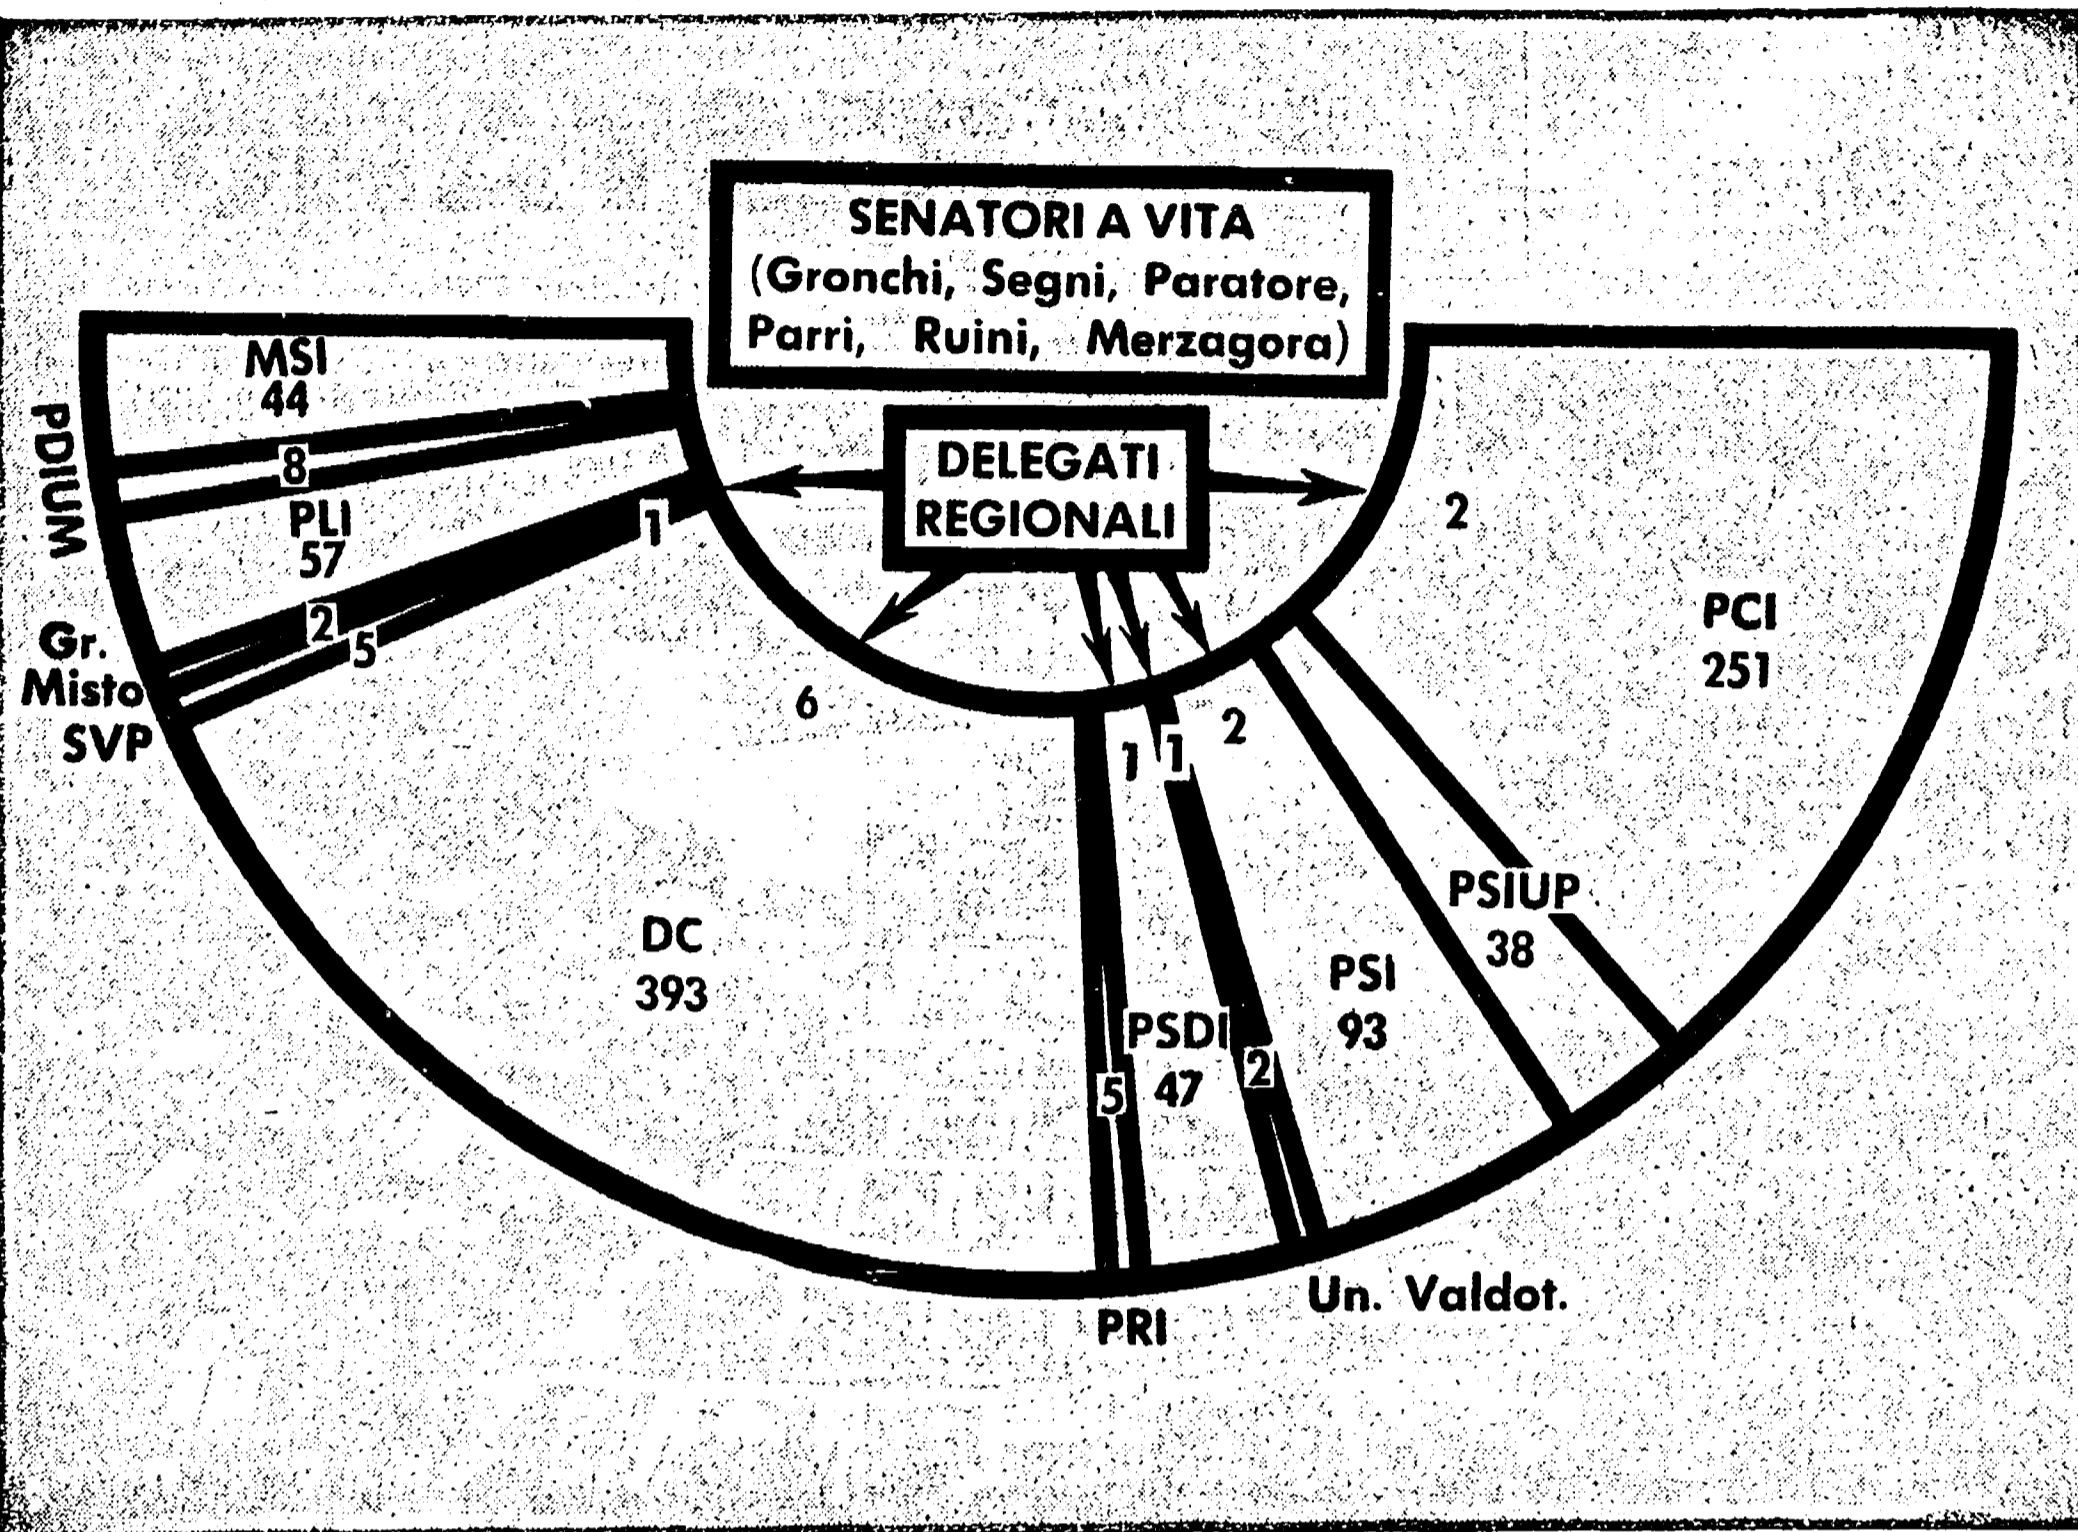 SENATORI A VITA
(Gronchi, Segni, Paratore,
Parri, Ruini, Merzagora)
DELEGATI
REGIONALI
MSI
44
PDIUM
8
PLI
57
1
Gr.
Misto
2
SVP
5
6
DC
393
PRI
5
1
PSDI
47
1
2
Un. Valdot.
2
PSI
93
PSIUP
38
2
PCI
251